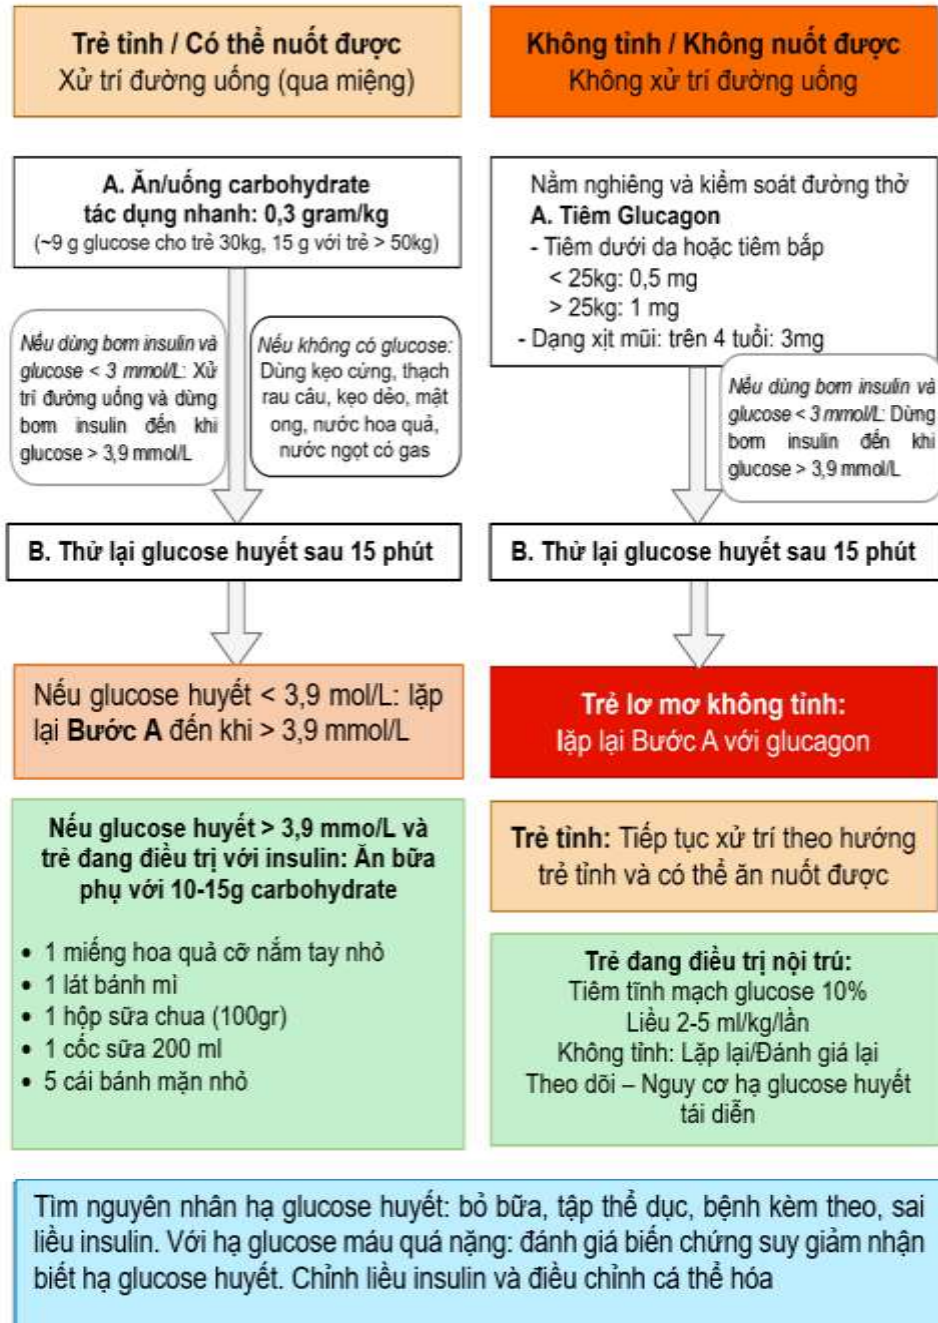 Trẻ tỉnh / Có thể nuốt được
Xử trí đường uống (qua miệng)
Không tỉnh / Không nuốt được
Không xử trí đường uống
A. Ăn/uống carbohydrate
tác dụng nhanh: 0,3 gram/kg
(~9 g glucose cho trẻ 30kg, 15 g với trẻ > 50kg)
Nếu dùng bơm insulin và
glucose < 3 mmol/L: Xử
trí đường uống và dừng
bơm insulin đến khi
glucose > 3,9 mmol/L
Nếu không có glucose:
Dùng kẹo cứng, thạch
rau câu, kẹo dẻo, mật
ong, nước hoa quả,
nước ngọt có gas
Nằm nghiêng và kiểm soát đường thở
A. Tiêm Glucagon
- Tiêm dưới da hoặc tiêm bắp
< 25kg: 0,5 mg
> 25kg: 1 mg
- Dạng xịt mũi: trên 4 tuổi: 3mg
Nếu dùng bơm insulin và
glucose < 3 mmol/L: Dừng
bơm insulin đến khi
glucose > 3,9 mmol/L
B. Thử lại glucose huyết sau 15 phút
B. Thử lại glucose huyết sau 15 phút
Nếu glucose huyết < 3,9 mol/L: lặp
lại Bước A đến khi > 3,9 mmol/L
Trẻ lơ mơ không tỉnh:
lặp lại Bước A với glucagon
Nếu glucose huyết > 3,9 mmo/L và
trẻ đang điều trị với insulin: Ăn bữa
phụ với 10-15g carbohydrate
• 1 miếng hoa quả cỡ nắm tay nhỏ
• 1 lát bánh mì
• 1 hộp sữa chua (100gr)
• 1 cốc sữa 200 ml
• 5 cái bánh mặn nhỏ
Trẻ tỉnh: Tiếp tục xử trí theo hướng
trẻ tỉnh và có thể ăn nuốt được
Trẻ đang điều trị nội trú:
Tiêm tĩnh mạch glucose 10%
Liều 2-5 ml/kg/lần
Không tỉnh: Lặp lại/Đánh giá lại
Theo dõi – Nguy cơ hạ glucose huyết
tái diễn
Tìm nguyên nhân hạ glucose huyết: bỏ bữa, tập thể dục, bệnh kèm theo, sai
liều insulin. Với hạ glucose máu quá nặng: đánh giá biến chứng suy giảm nhận
biết hạ glucose huyết. Chỉnh liều insulin và điều chỉnh cá thể hóa